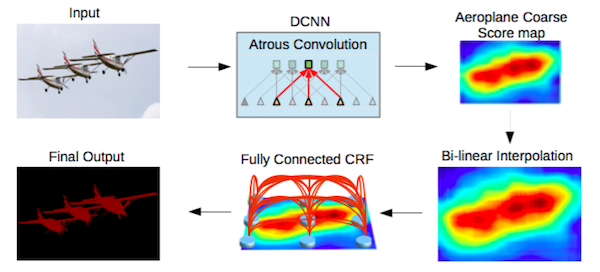 Input
DCNN
Atrous Convolution
Aeroplane Coarse
Score map
Bi-linear Interpolation
Fully Connected CRF
Final Output